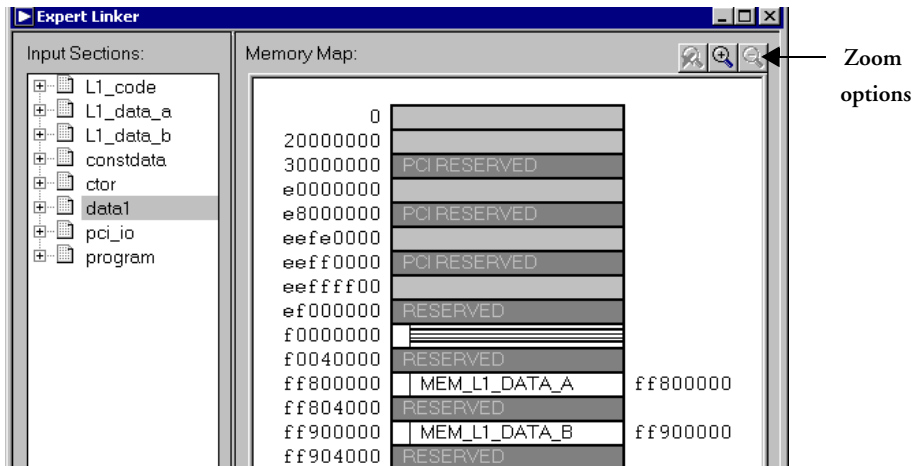 Expert Linker
Input Sections:
L1_code
L1_data_a
L1_data_b
constdata
ctor
data1
pci_io
program
Memory Map:
Zoom
options
0
20000000
30000000 PCI RESERVED
e0000000
e8000000 PCI RESERVED
eefe0000
eeff0000 PCI RESERVED
eeffff00
ef000000 RESERVED
f0000000
f0040000 RESERVED
ff800000 MEM_L1_DATA_A ff800000
ff804000 RESERVED
ff900000 MEM_L1_DATA_B ff900000
ff904000 RESERVED